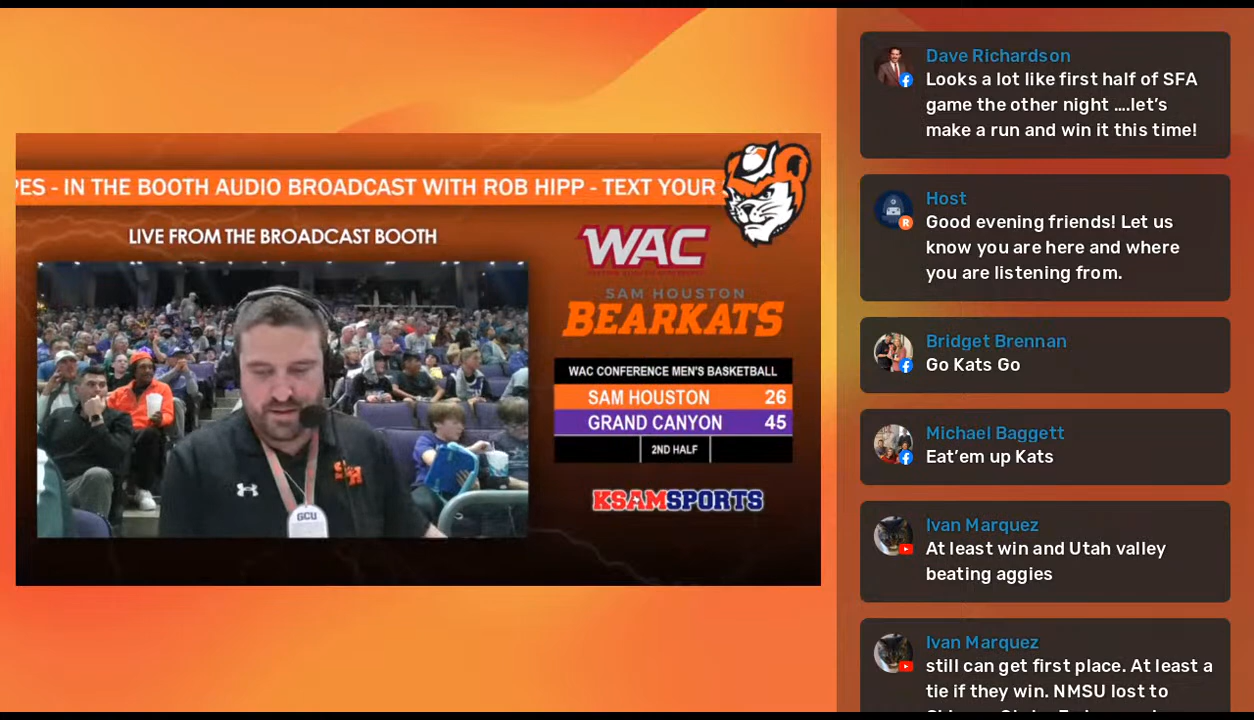 PES - IN THE BOOTH AUDIO BROADCAST WITH ROB HIPP - TEXT YOUR
LIVE FROM THE BROADCAST BOOTH
WAC
SAM HOUSTON
BEARKATS
WAC CONFERENCE MEN'S BASKETBALL
SAM HOUSTON 26
GRAND CANYON 45
2ND HALF
KSAMSPORTS
SH
GCU
Dave Richardson
Looks a lot like first half of SFA
game the other night ....let's
make a run and win it this time!
Host
Good evening friends! Let us
know you are here and where
you are listening from.
Bridget Brennan
Go Kats Go
Michael Baggett
Eat'em up Kats
Ivan Marquez
At least win and Utah valley
beating aggies
Ivan Marquez
still can get first place. At least a
tie if they win. NMSU lost to